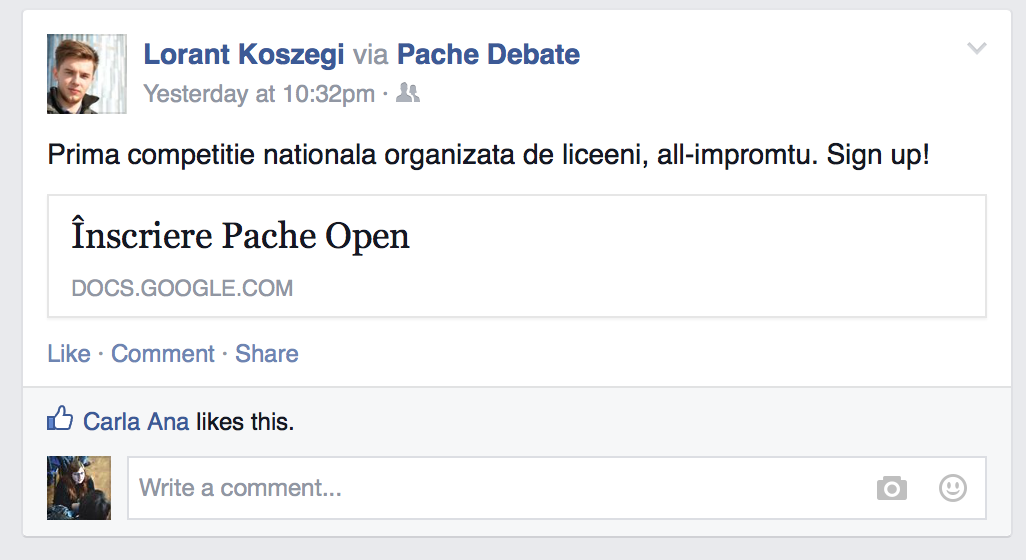 Lorant Koszegi via Pache Debate
Yesterday at 10:32pm ·
Prima competitie nationala organizata de liceeni, all-impromtu. Sign up!
Înscriere Pache Open
DOCS.GOOGLE.COM
Like · Comment · Share
Carla Ana likes this.
Write a comment...